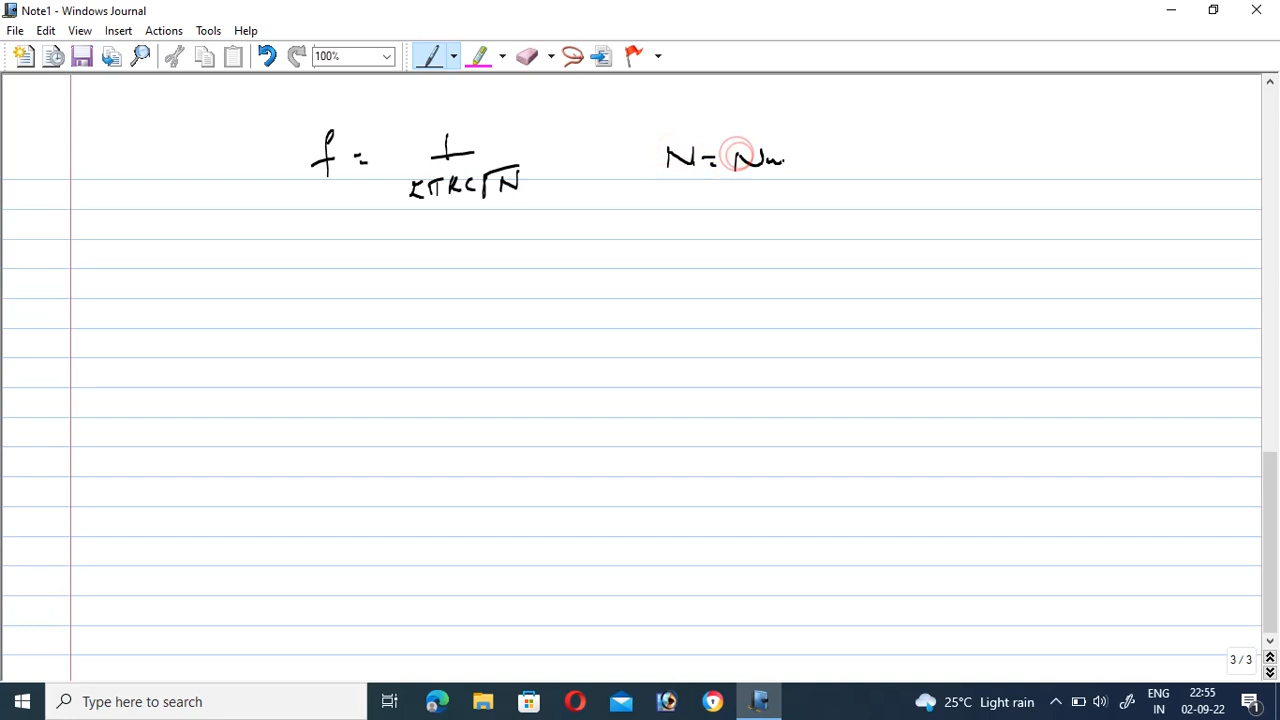 Note1 - Windows Journal
File Edit View Insert Actions Tools Help
100%
f = 1 / 2πRC√N
N = Nu
3 / 3
Type here to search
25°C Light rain
ENG
IN
22:55
02-09-22
1